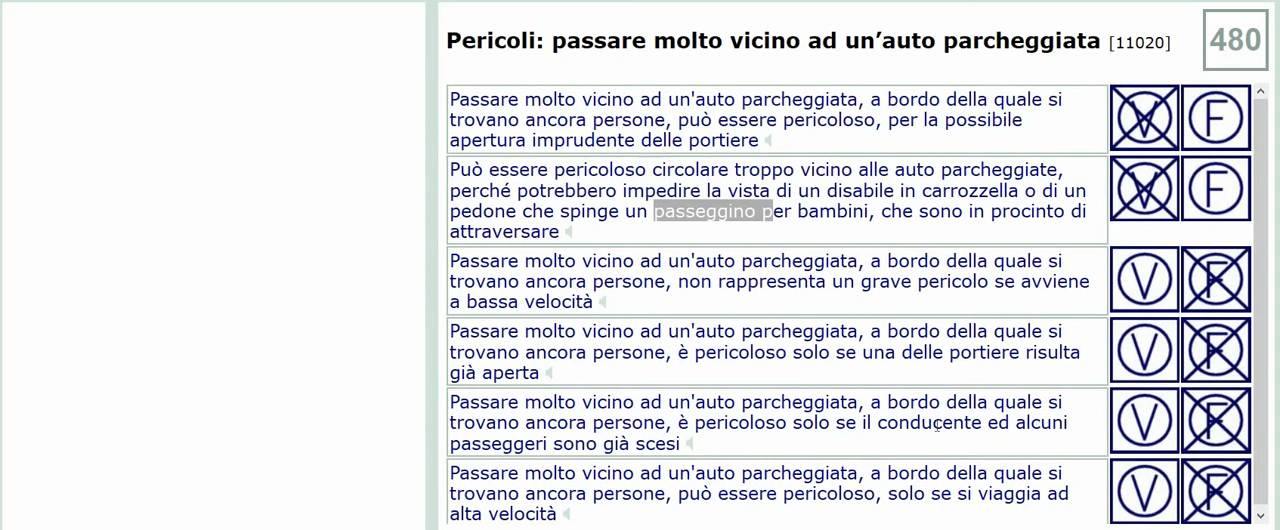 Pericoli: passare molto vicino ad un’auto parcheggiata [11020]
480
Passare molto vicino ad un'auto parcheggiata, a bordo della quale si
trovano ancora persone, può essere pericoloso, per la possibile
apertura imprudente delle portiere
V F
Può essere pericoloso circolare troppo vicino alle auto parcheggiate,
perché potrebbero impedire la vista di un disabile in carrozzella o di un
pedone che spinge un passeggino per bambini, che sono in procinto di
attraversare
V F
Passare molto vicino ad un'auto parcheggiata, a bordo della quale si
trovano ancora persone, non rappresenta un grave pericolo se avviene
a bassa velocità
V F
Passare molto vicino ad un'auto parcheggiata, a bordo della quale si
trovano ancora persone, è pericoloso solo se una delle portiere risulta
già aperta
V F
Passare molto vicino ad un'auto parcheggiata, a bordo della quale si
trovano ancora persone, è pericoloso solo se il conducente ed alcuni
passeggeri sono già scesi
V F
Passare molto vicino ad un'auto parcheggiata, a bordo della quale si
trovano ancora persone, può essere pericoloso, solo se si viaggia ad
alta velocità
V F